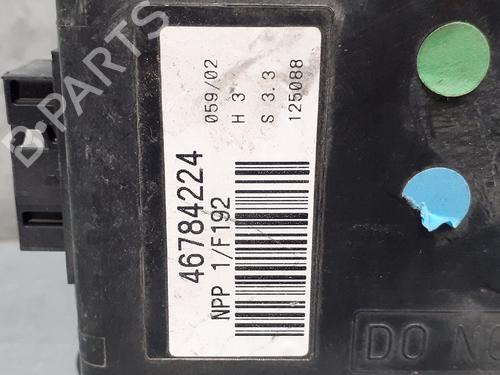 B-PARTS
059/02
H 3
S 3.3
125088
46784224
NPP 1/F192
DO NO